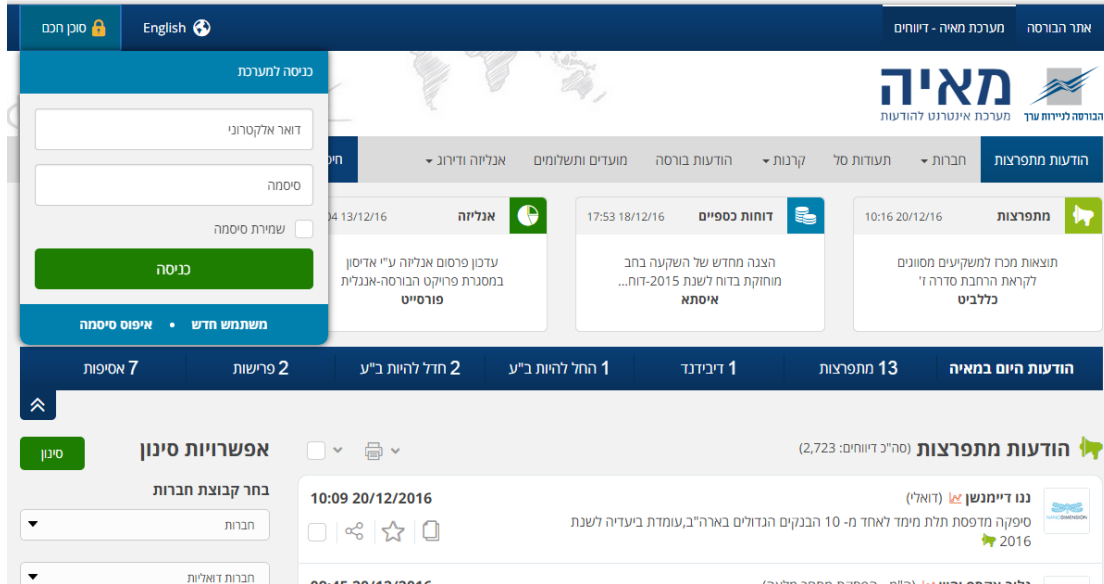 אתר הבורסה
מערכת מאיה - דיווחים
English
סוכן חכם
מאיה
מערכת אינטרנט להודעות
הבורסה לניירות ערך
כניסה למערכת
דואר אלקטרוני
סיסמה
שמירת סיסמה
כניסה
משתמש חדש • איפוס סיסמה
הודעות מתפרצות
חברות
תעודות סל
קרנות
הודעות בורסה
מועדים ותשלומים
אנליזה ודירוג
מתפרצות
10:16 20/12/16
תוצאות מכרז למשקיעים מסווגים
לקראת הרחבת סדרה ז'
כללביט
דוחות כספיים
17:53 18/12/16
הצגה מחדש של השקעה בחב
מוחזקת בדוח לשנת 2015-דוח...
איסתא
אנליזה
13/12/16
עדכון פרסום אנליזה ע"י אדיסון
במסגרת פרויקט הבורסה-אנגלית
פורסייט
הודעות היום במאיה
13 מתפרצות
1 דיבידנד
1 החל להיות ב"ע
2 חדל להיות ב"ע
2 פרישות
7 אסיפות
הודעות מתפרצות (סה"כ דיווחים: 2,723)
אפשרויות סינון
סינון
בחר קבוצת חברות
חברות
חברות דואליות
ננו דיימנשן (דואלי)
10:09 20/12/2016
סיפקה מדפסת תלת מימד לאחד מ- 10 הבנקים הגדולים בארה"ב,עומדת ביעדיה לשנת
2016
NANO DIMENSION